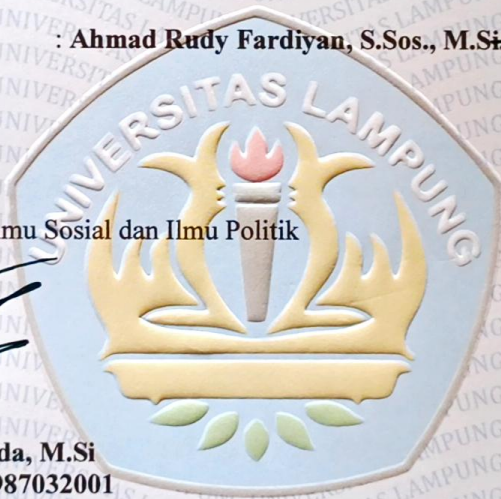 : Ahmad Rudy Fardiyan, S.Sos., M.Si
UNIVERSITAS LAMPUNG
mu Sosial dan Ilmu Politik
da, M.Si
987032001